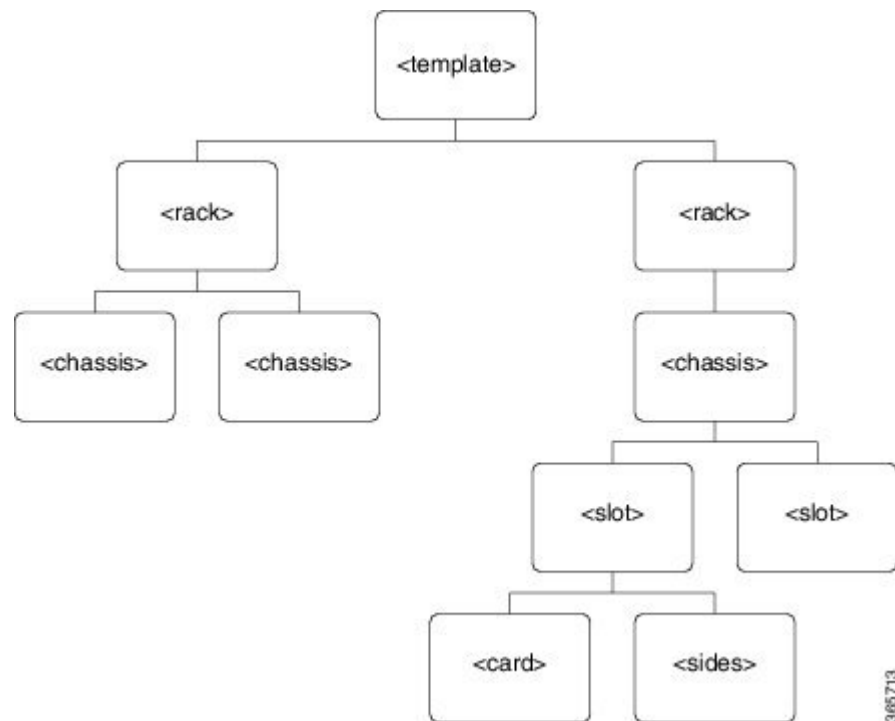 <template>
<rack>
<rack>
<chassis>
<chassis>
<chassis>
<slot>
<slot>
<card>
<sides>